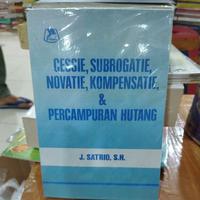 CESSIE, SUBROGATIE,
NOVATIE, KOMPENSATIE,
&
PERCAMPURAN HUTANG
J. SATRIO, S.H.